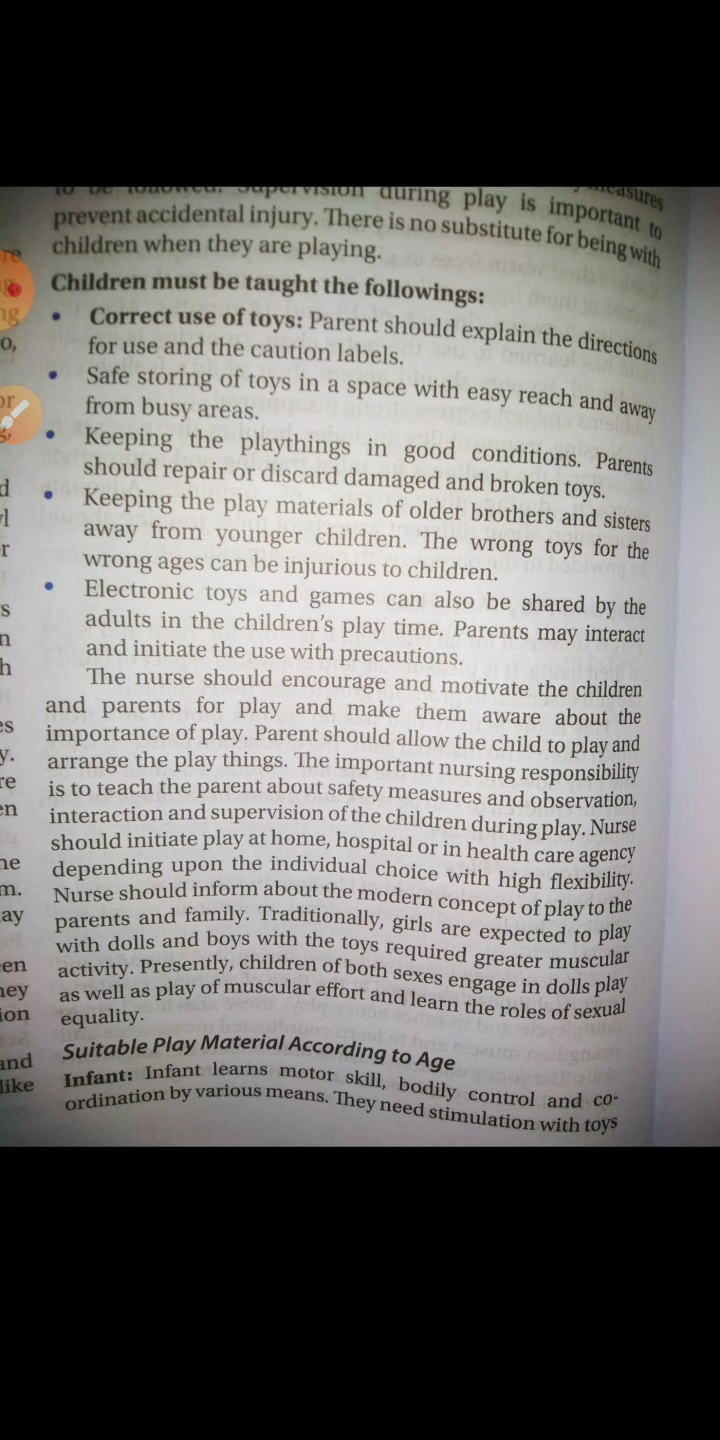 to be followed. Supervision during play is important to
prevent accidental injury. There is no substitute for being with
children when they are playing.
Children must be taught the followings:
• Correct use of toys: Parent should explain the directions
for use and the caution labels.
• Safe storing of toys in a space with easy reach and away
from busy areas.
• Keeping the playthings in good conditions. Parents
should repair or discard damaged and broken toys.
• Keeping the play materials of older brothers and sisters
away from younger children. The wrong toys for the
wrong ages can be injurious to children.
• Electronic toys and games can also be shared by the
adults in the children's play time. Parents may interact
and initiate the use with precautions.
The nurse should encourage and motivate the children
and parents for play and make them aware about the
importance of play. Parent should allow the child to play and
arrange the play things. The important nursing responsibility
is to teach the parent about safety measures and observation,
interaction and supervision of the children during play. Nurse
should initiate play at home, hospital or in health care agency
depending upon the individual choice with high flexibility.
Nurse should inform about the modern concept of play to the
parents and family. Traditionally, girls are expected to play
with dolls and boys with the toys required greater muscular
activity. Presently, children of both sexes engage in dolls play
as well as play of muscular effort and learn the roles of sexual
equality.
Suitable Play Material According to Age
Infant: Infant learns motor skill, bodily control and co-
ordination by various means. They need stimulation with toys